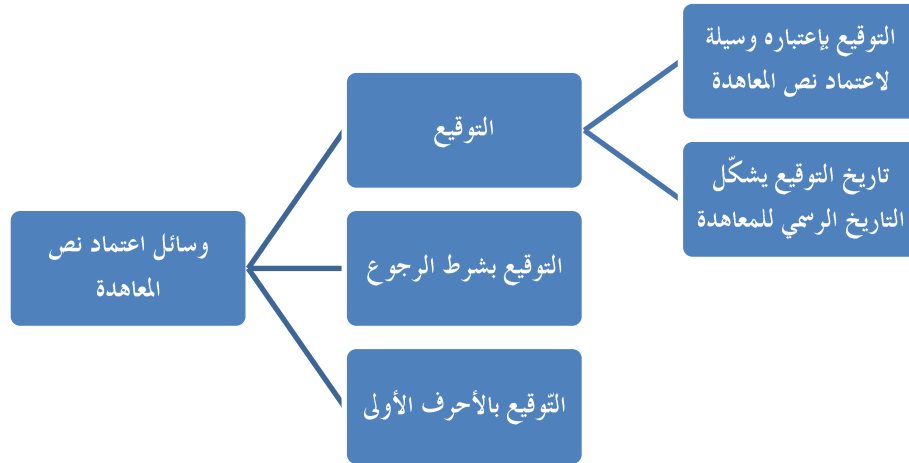 وسائل اعتماد نص
المعاهدة
التوقيع
التوقيع بإعتباره وسيلة
لاعتماد نص المعاهدة
تاريخ التوقيع يشكّل
التاريخ الرسمي للمعاهدة
التوقيع بشرط الرجوع
التّوقيع بالأحرف الأولى